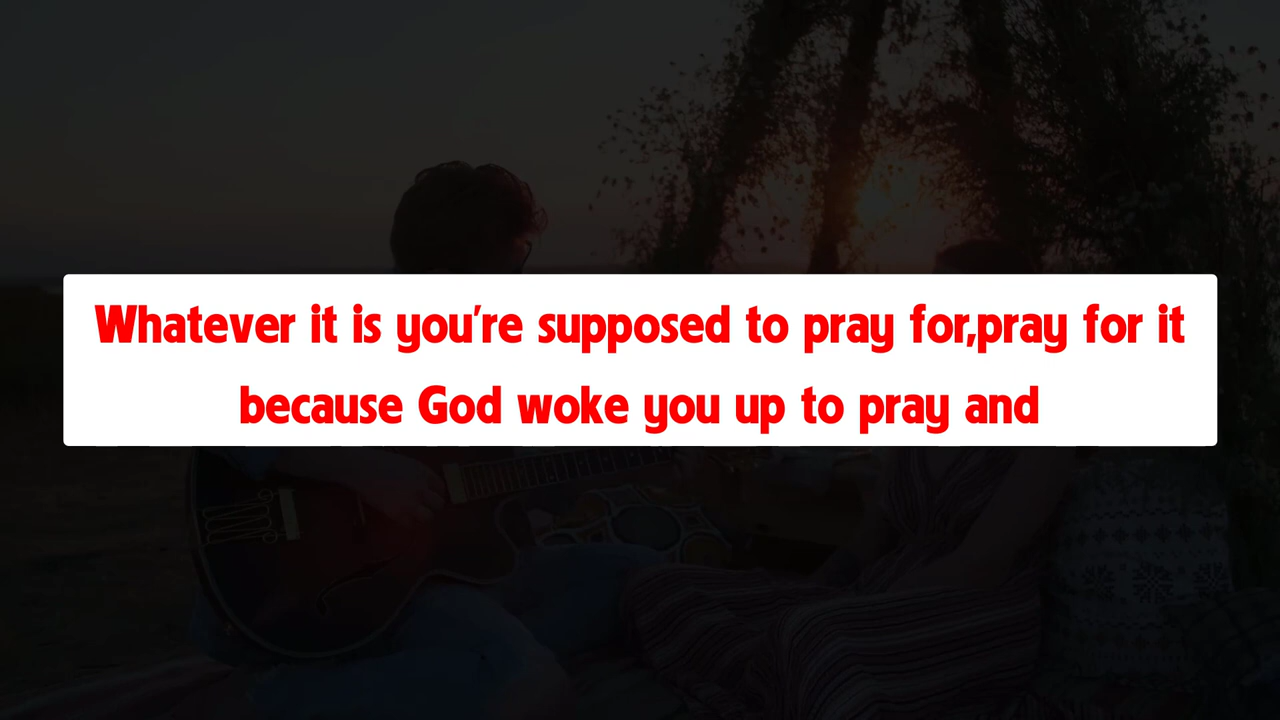 Whatever it is you're supposed to pray for,pray for it
because God woke you up to pray and